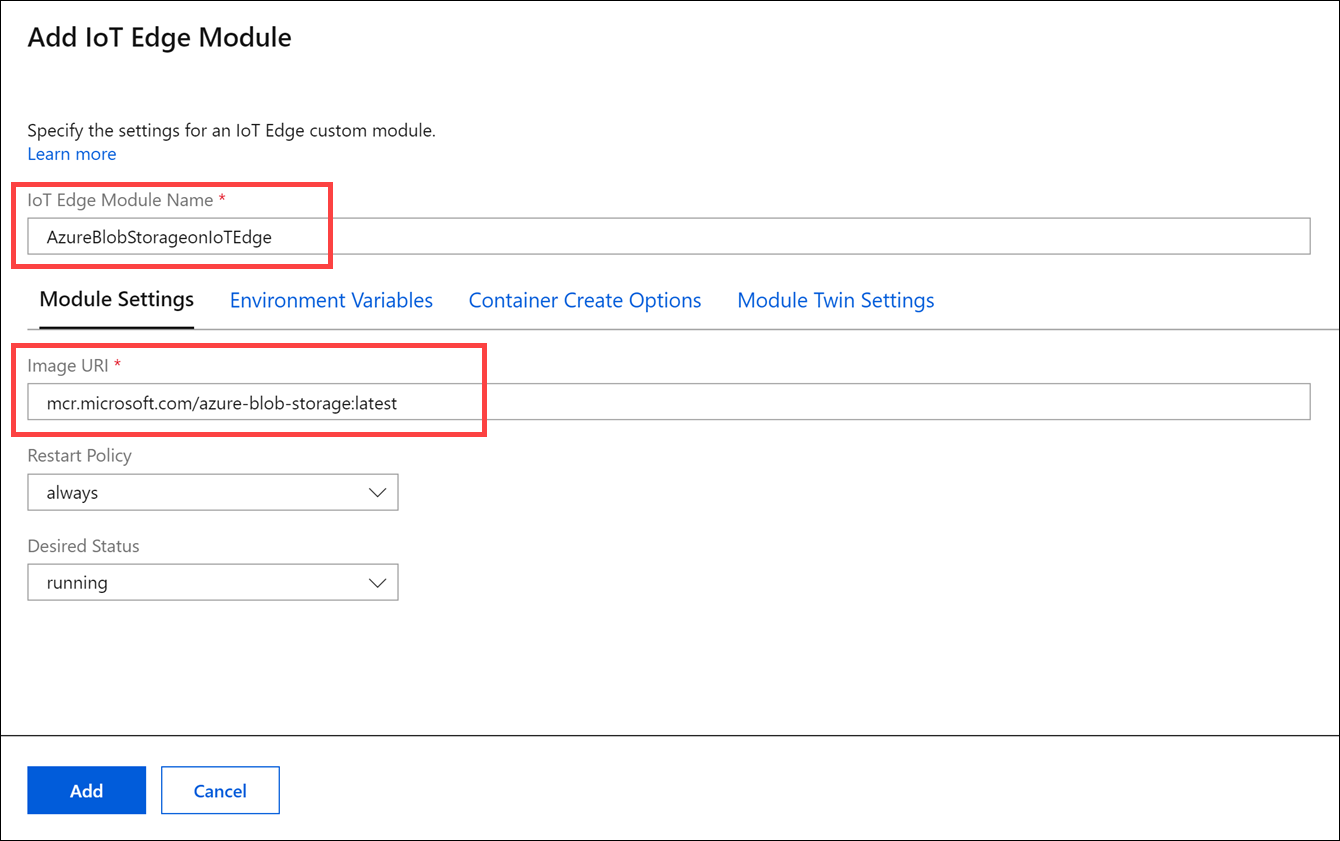 Add IoT Edge Module
Specify the settings for an IoT Edge custom module.
Learn more
IoT Edge Module Name *
AzureBlobStorageonIoTEdge
Module Settings Environment Variables Container Create Options Module Twin Settings
Image URI *
mcr.microsoft.com/azure-blob-storage:latest
Restart Policy
always
Desired Status
running
Add Cancel